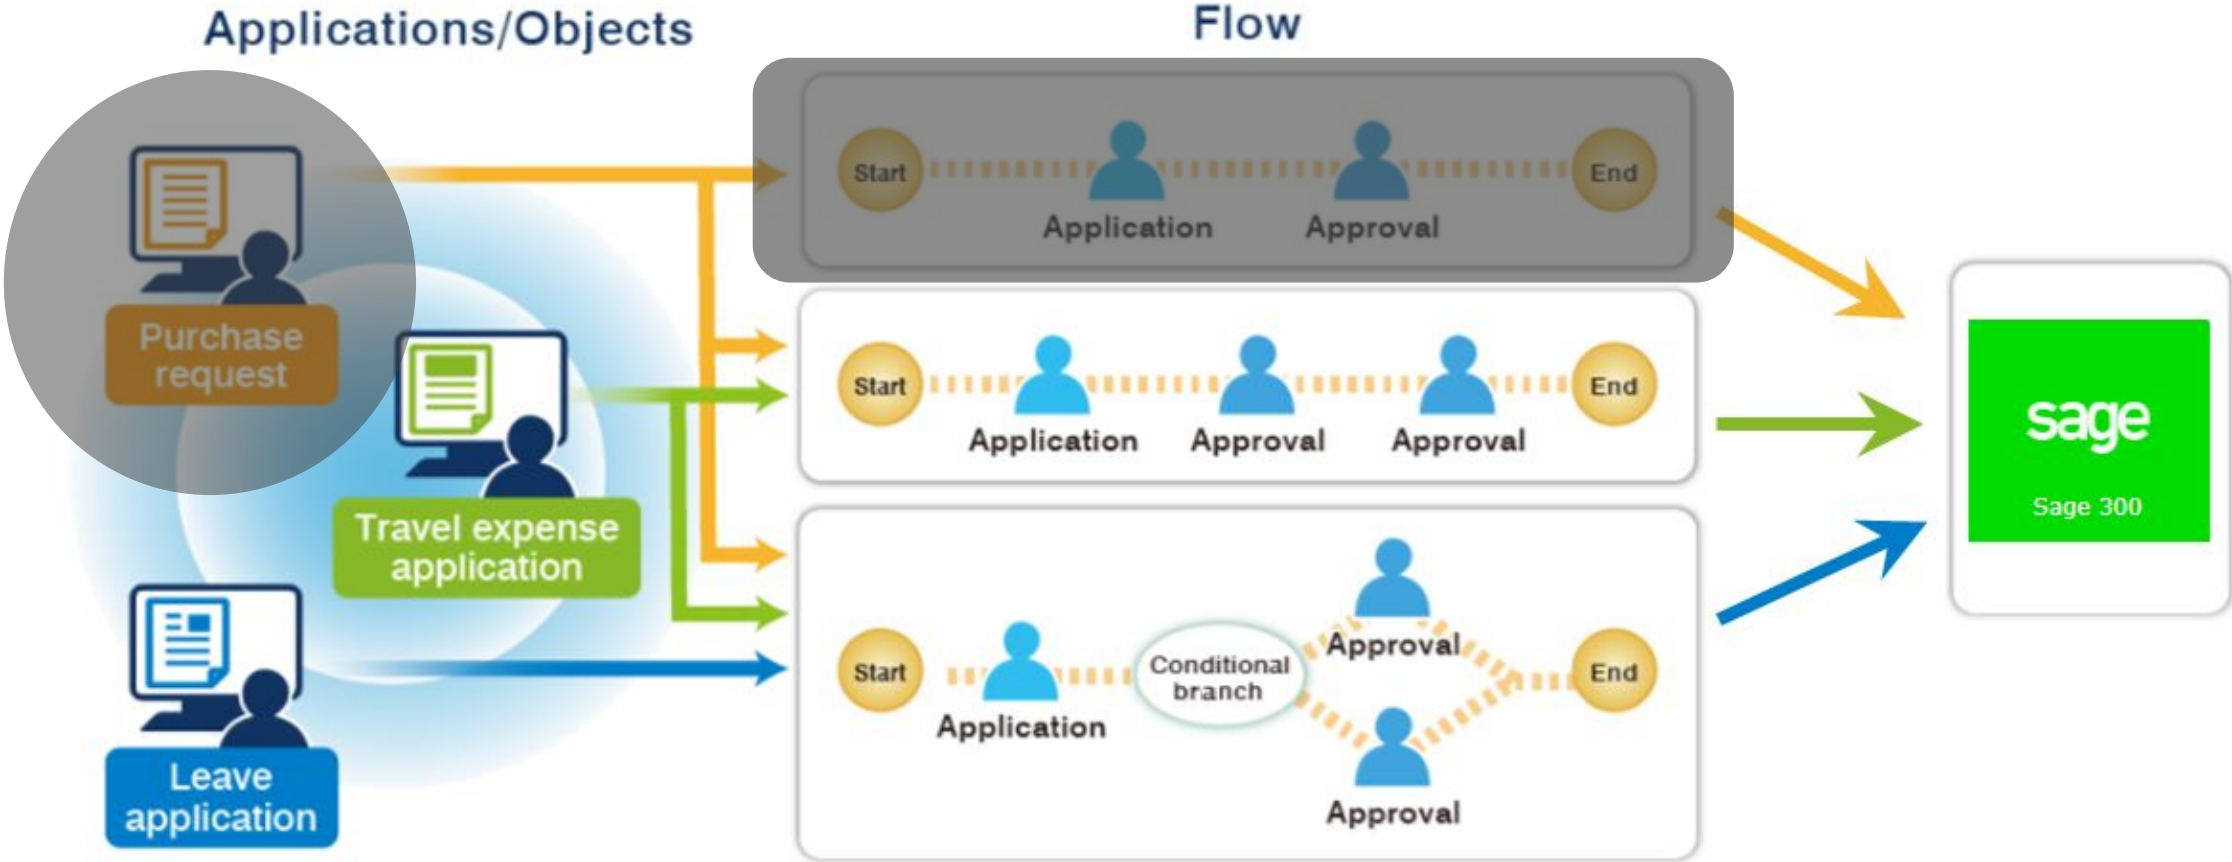 Applications/Objects
Flow
Purchase
request
Travel expense
application
Leave
application
Start
Application
Approval
End
Start
Application
Approval
Approval
End
Start
Application
Conditional
branch
Approval
Approval
End
sage
Sage 300